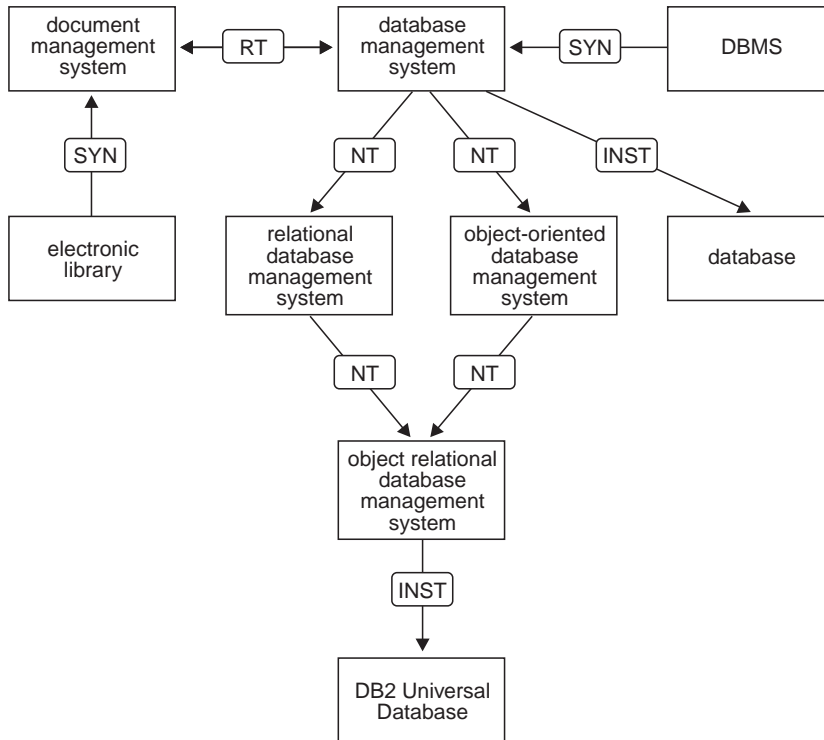 document
management
system
RT
database
management
system
SYN
DBMS
SYN
NT
NT
INST
electronic
library
relational
database
management
system
object-oriented
database
management
system
database
NT
NT
object relational
database
management
system
INST
DB2 Universal
Database